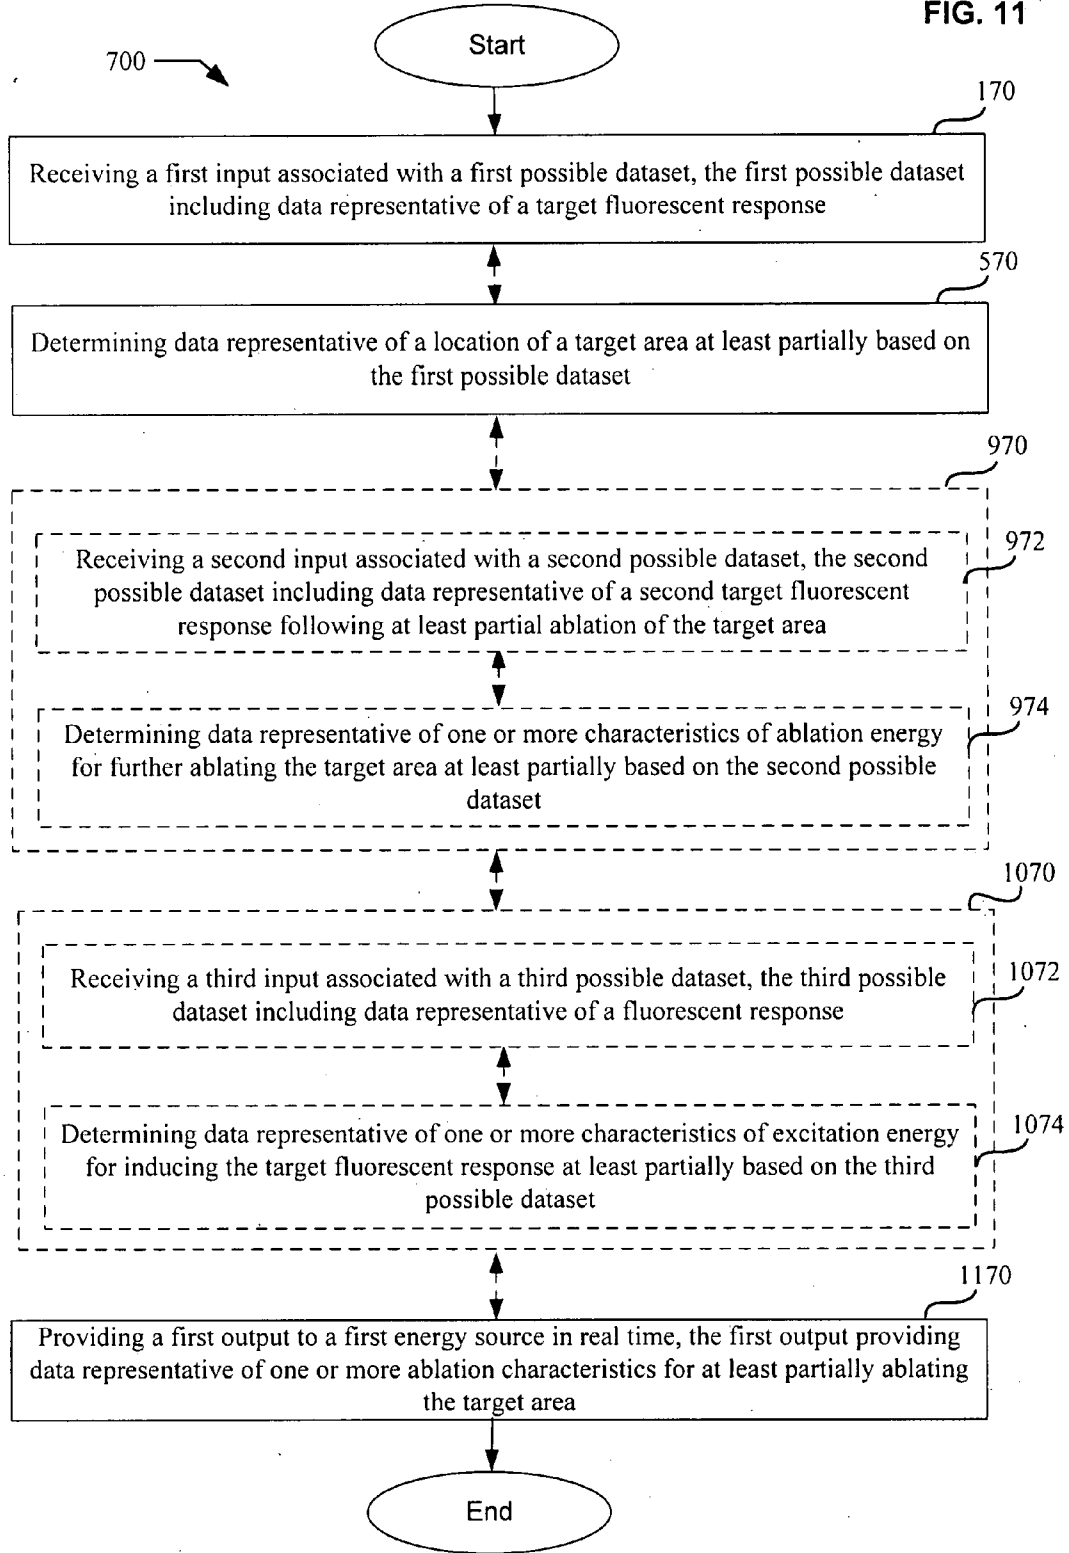 FIG. 11
Start
700
170
Receiving a first input associated with a first possible dataset, the first possible dataset
including data representative of a target fluorescent response
570
Determining data representative of a location of a target area at least partially based on
the first possible dataset
970
Receiving a second input associated with a second possible dataset, the second
possible dataset including data representative of a second target fluorescent
response following at least partial ablation of the target area
972
Determining data representative of one or more characteristics of ablation energy
for further ablating the target area at least partially based on the second possible
dataset
974
1070
Receiving a third input associated with a third possible dataset, the third possible
dataset including data representative of a fluorescent response
1072
Determining data representative of one or more characteristics of excitation energy
for inducing the target fluorescent response at least partially based on the third
possible dataset
1074
1170
Providing a first output to a first energy source in real time, the first output providing
data representative of one or more ablation characteristics for at least partially ablating
the target area
End